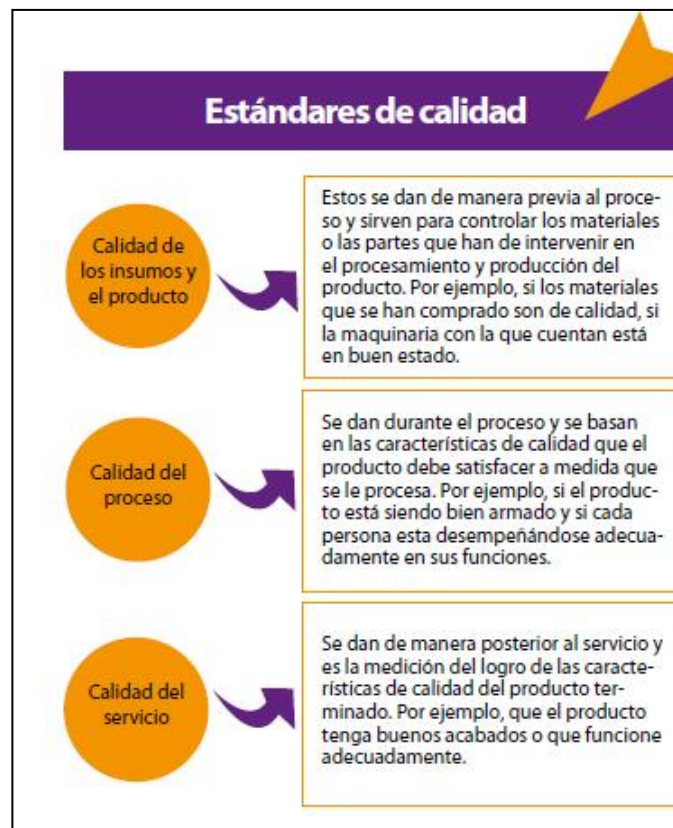 Estándares de calidad
Calidad de
los insumos y
el producto
Estos se dan de manera previa al proce-
so y sirven para controlar los materiales
o las partes que han de intervenir en
el procesamiento y producción del
producto. Por ejemplo, si los materiales
que se han comprado son de calidad, si
la maquinaria con la que cuentan está
en buen estado.
Calidad del
proceso
Se dan durante el proceso y se basan
en las características de calidad que el
producto debe satisfacer a medida que
se le procesa. Por ejemplo, si el produc-
to está siendo bien armado y si cada
persona esta desempeñándose adecua-
damente en sus funciones.
Calidad del
servicio
Se dan de manera posterior al servicio y
es la medición del logro de las caracte-
rísticas de calidad del producto ter-
minado. Por ejemplo, que el producto
tenga buenos acabados o que funcione
adecuadamente.